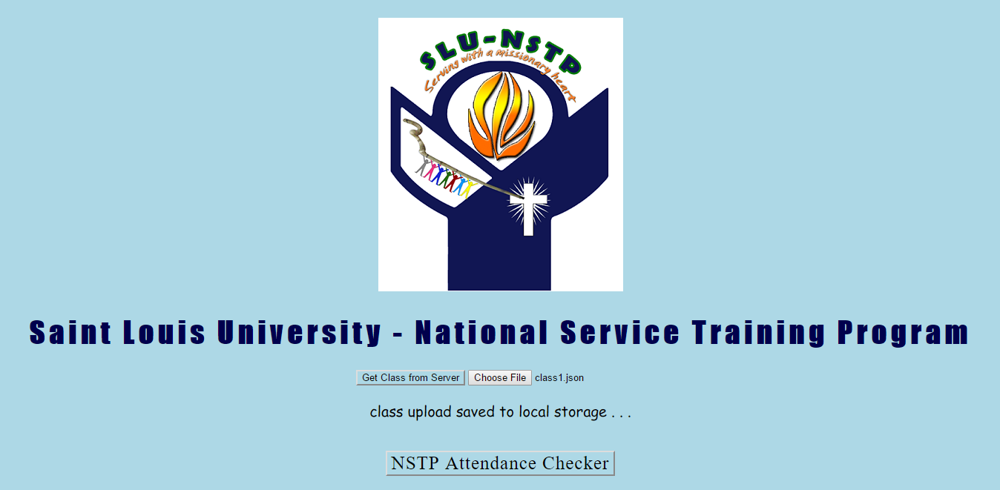 SLU-NSTP
Serving with a missionary heart
Saint Louis University - National Service Training Program
Get Class from Server Choose File class1.json
class upload saved to local storage . . .
NSTP Attendance Checker